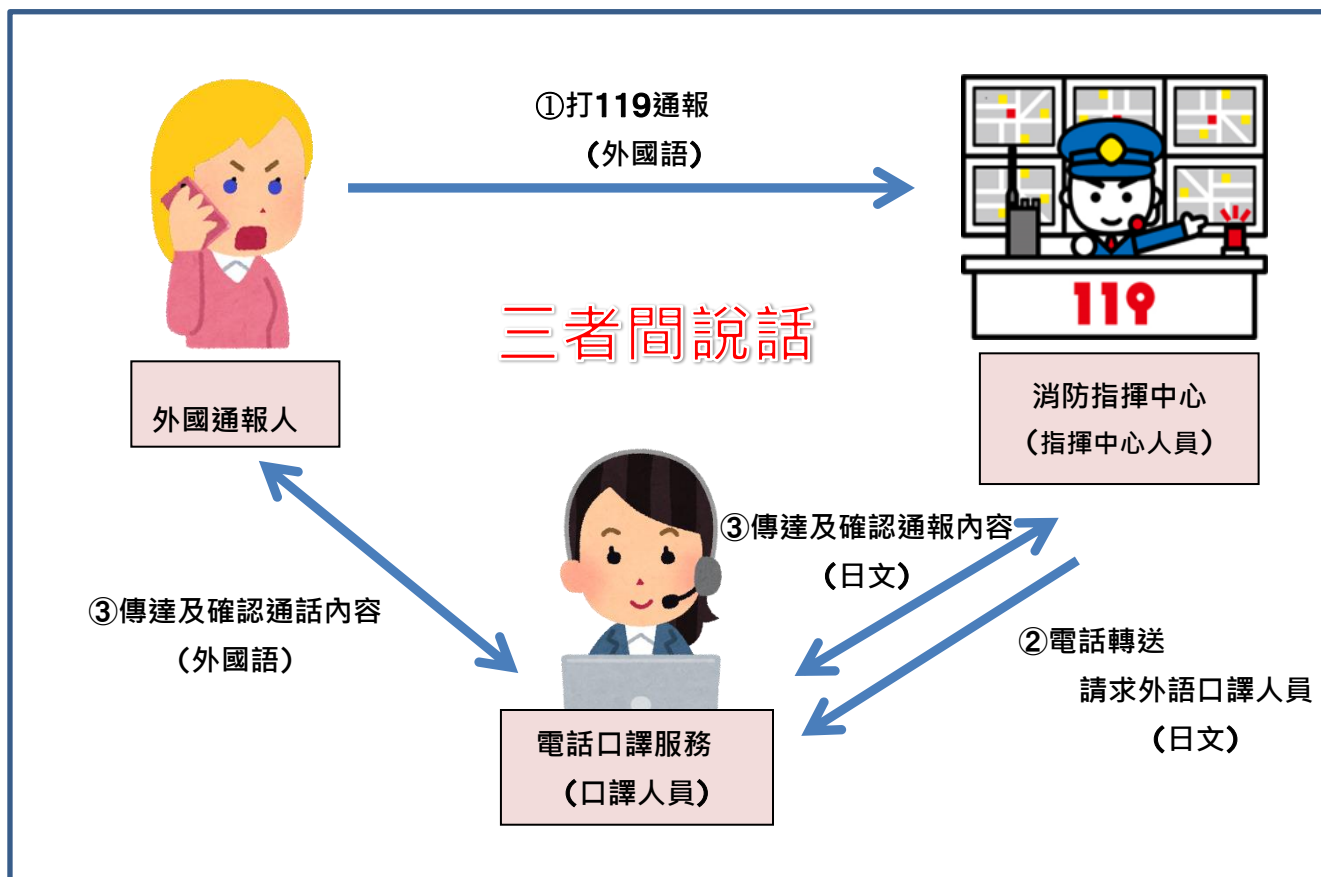 ①打119通報
(外國語)
119
三者間說話
外國通報人
消防指揮中心
(指揮中心人員)
③傳達及確認通報內容
(日文)
③傳達及確認通話內容
(外國語)
②電話轉送
請求外語口譯人員
(日文)
電話口譯服務
(口譯人員)